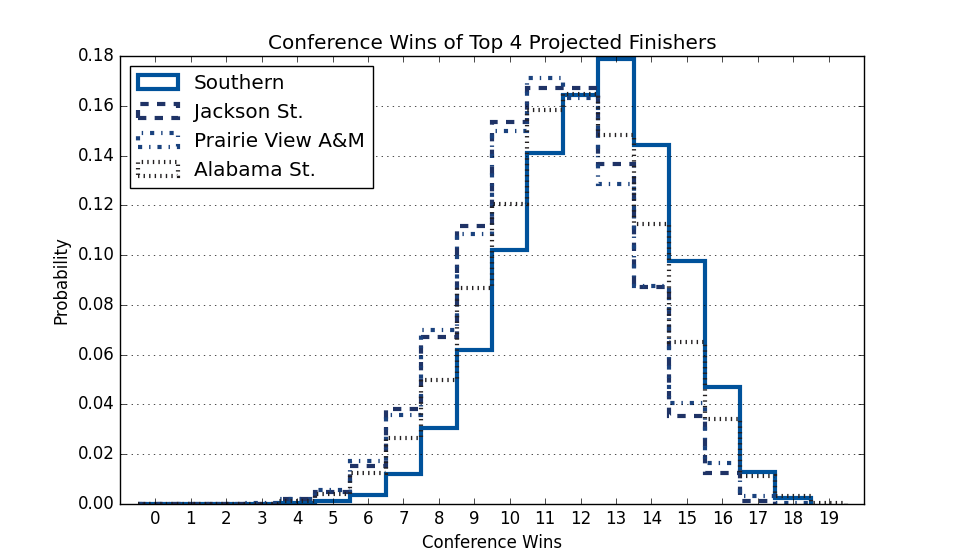 Conference Wins of Top 4 Projected Finishers
Southern
Jackson St.
Prairie View A&M
Alabama St.
0.18
0.16
0.14
0.12
0.10
0.08
0.06
0.04
0.02
0.00
Probability
0 1 2 3 4 5 6 7 8 9 10 11 12 13 14 15 16 17 18 19
Conference Wins